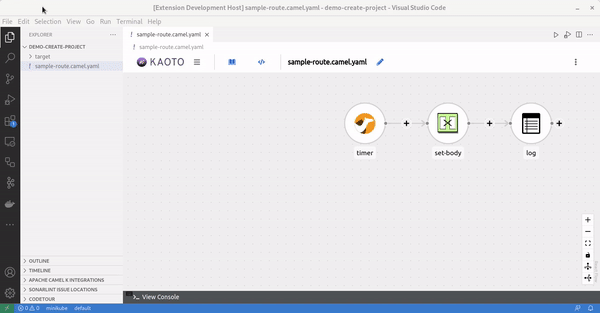 [Extension Development Host] sample-route.camel.yaml - demo-create-project - Visual Studio Code
File Edit Selection View Go Run Terminal Help
EXPLORER
sample-route.camel.yaml
DEMO-CREATE-PROJECT
target
sample-route.camel.yaml
sample-route.camel.yaml
KAOTO
sample-route.camel.yaml
timer
set-body
log
OUTLINE
TIMELINE
APACHE CAMEL K INTEGRATIONS
SONARLINT ISSUE LOCATIONS
CODETOUR
View Console
0 0 minikube default